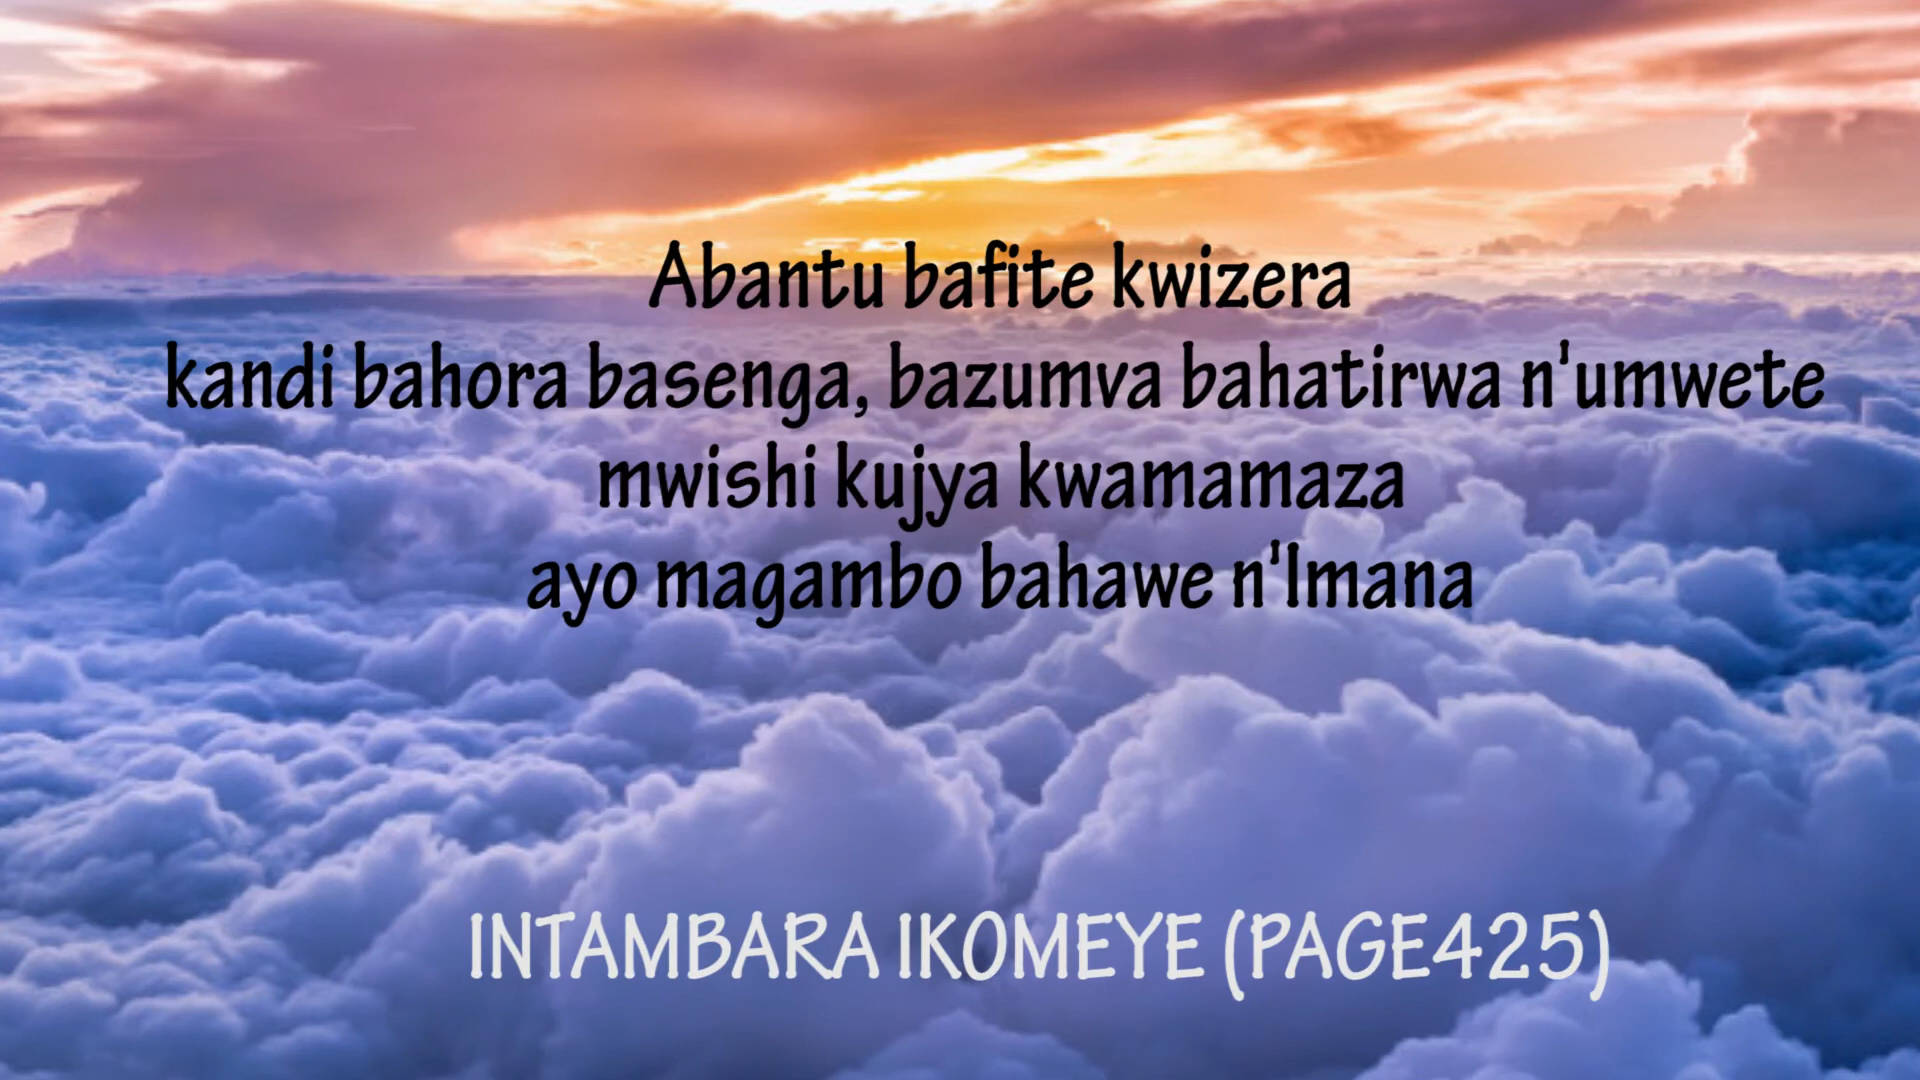 Abantu bafite kwizera
kandi bahora basenga, bazumva bahatirwa n'umwete
mwishi kujya kwamamaza
ayo magambo bahawe n'Imana
INTAMBARA IKOMEYE (PAGE425)